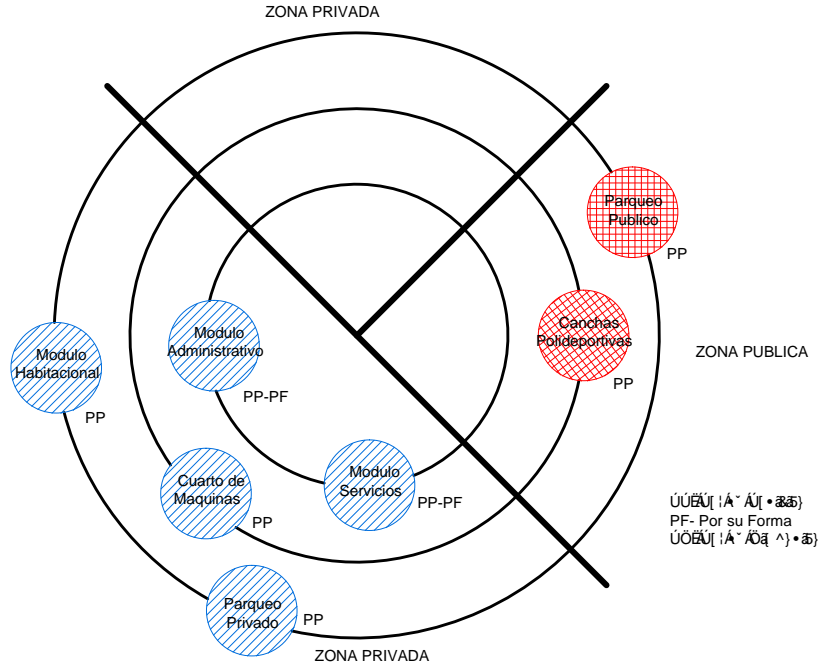 ZONA PRIVADA
Parqueo
Publico
PP
Canchas
Polideportivas
PP
ZONA PUBLICA
Modulo
Administrativo
PP-PF
Modulo
Habitacional
PP
Cuarto de
Maquinas
PP
Modulo
Servicios
PP-PF
PF- Por su Forma
Parqueo
Privado
PP
ZONA PRIVADA